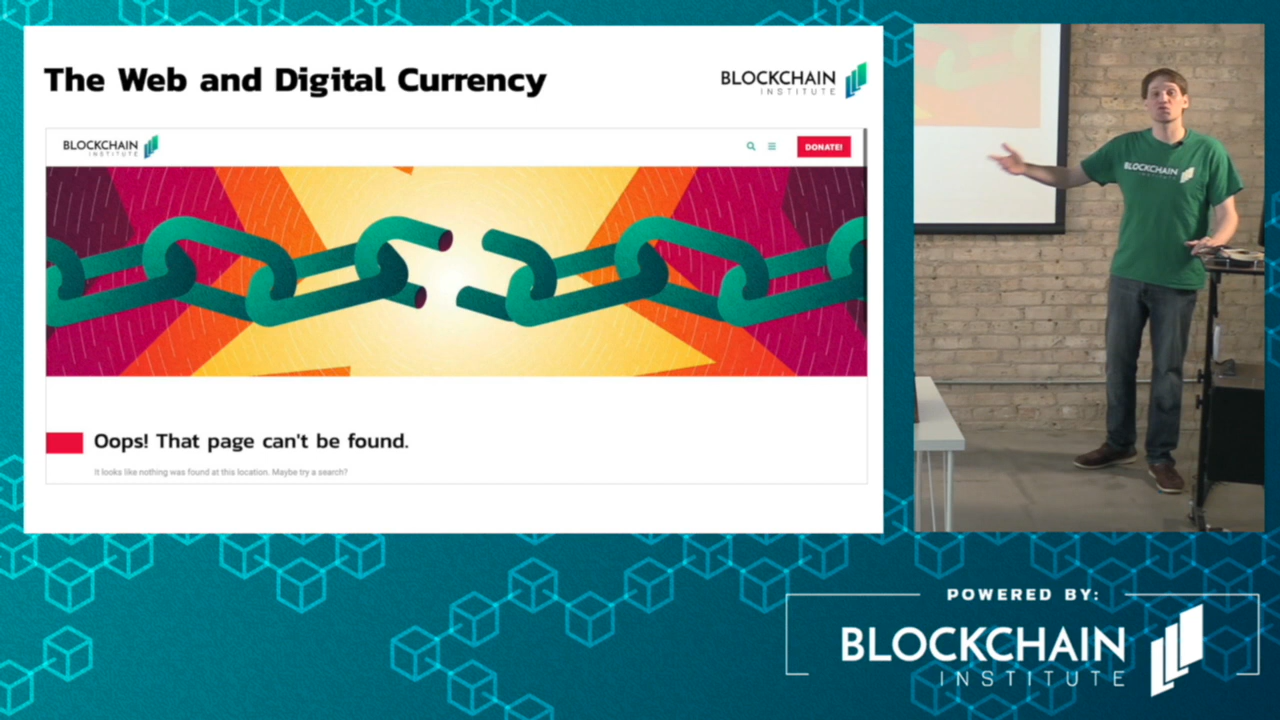 The Web and Digital Currency
BLOCKCHAIN
INSTITUTE
BLOCKCHAIN
INSTITUTE
DONATE!
Oops! That page can't be found.
It looks like nothing was found at this location. Maybe try a search?
BLOCKCHAIN
INSTITUTE
POWERED BY:
BLOCKCHAIN
INSTITUTE